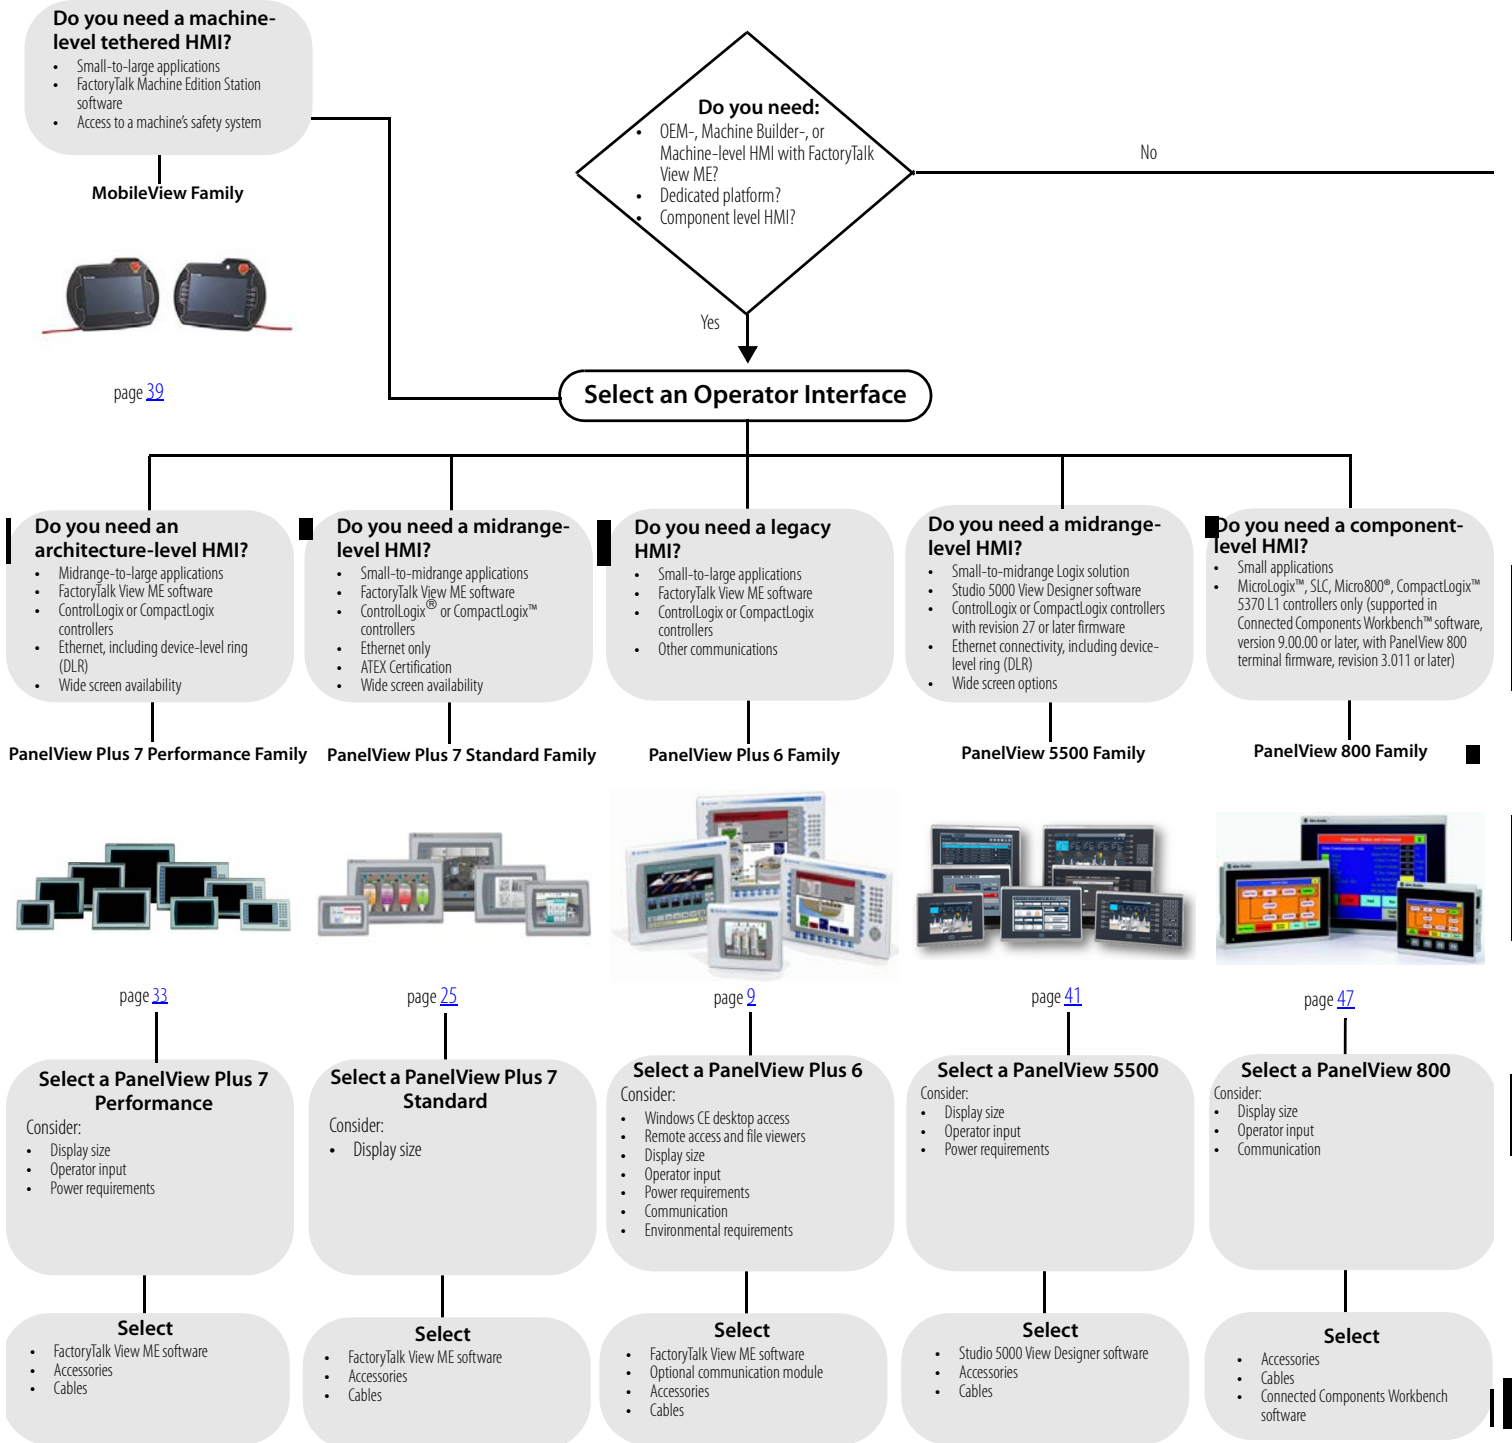 Do you need a machine-
level tethered HMI?
• Small-to-large applications
• FactoryTalk Machine Edition Station
software
• Access to a machine's safety system
MobileView Family
page 39
Do you need:
• OEM-, Machine Builder-, or
Machine-level HMI with FactoryTalk
View ME?
• Dedicated platform?
• Component level HMI?
No
Yes
Select an Operator Interface
Do you need an
architecture-level HMI?
• Midrange-to-large applications
• FactoryTalk View ME software
• ControlLogix or CompactLogix
controllers
• Ethernet, including device-level ring
(DLR)
• Wide screen availability
PanelView Plus 7 Performance Family
page 33
Select a PanelView Plus 7
Performance
Consider:
• Display size
• Operator input
• Power requirements
Select
• FactoryTalk View ME software
• Accessories
• Cables
Do you need a midrange-
level HMI?
• Small-to-midrange applications
• FactoryTalk View ME software
• ControlLogix® or CompactLogix™
controllers
• Ethernet only
• ATEX Certification
• Wide screen availability
PanelView Plus 7 Standard Family
page 25
Select a PanelView Plus 7
Standard
Consider:
• Display size
Select
• FactoryTalk View ME software
• Accessories
• Cables
Do you need a legacy
HMI?
• Small-to-large applications
• FactoryTalk View ME software
• ControlLogix or CompactLogix
controllers
• Other communications
PanelView Plus 6 Family
page 9
Select a PanelView Plus 6
Consider:
• Windows CE desktop access
• Remote access and file viewers
• Display size
• Operator input
• Power requirements
• Communication
• Environmental requirements
Select
• FactoryTalk View ME software
• Optional communication module
• Accessories
• Cables
Do you need a midrange-
level HMI?
• Small-to-midrange Logix solution
• Studio 5000 View Designer software
• ControlLogix or CompactLogix controllers
with revision 27 or later firmware
• Ethernet connectivity, including device-
level ring (DLR)
• Wide screen options
PanelView 5500 Family
page 41
Select a PanelView 5500
Consider:
• Display size
• Operator input
• Power requirements
Select
• Studio 5000 View Designer software
• Accessories
• Cables
Do you need a component-
level HMI?
• Small applications
• MicroLogix™, SLC, Micro800®, CompactLogix™
5370 L1 controllers only (supported in
Connected Components Workbench™ software,
version 9.00.00 or later, with PanelView 800
terminal firmware, revision 3.011 or later)
PanelView 800 Family
page 47
Select a PanelView 800
Consider:
• Display size
• Operator input
• Communication
Select
• Accessories
• Cables
• Connected Components Workbench
software